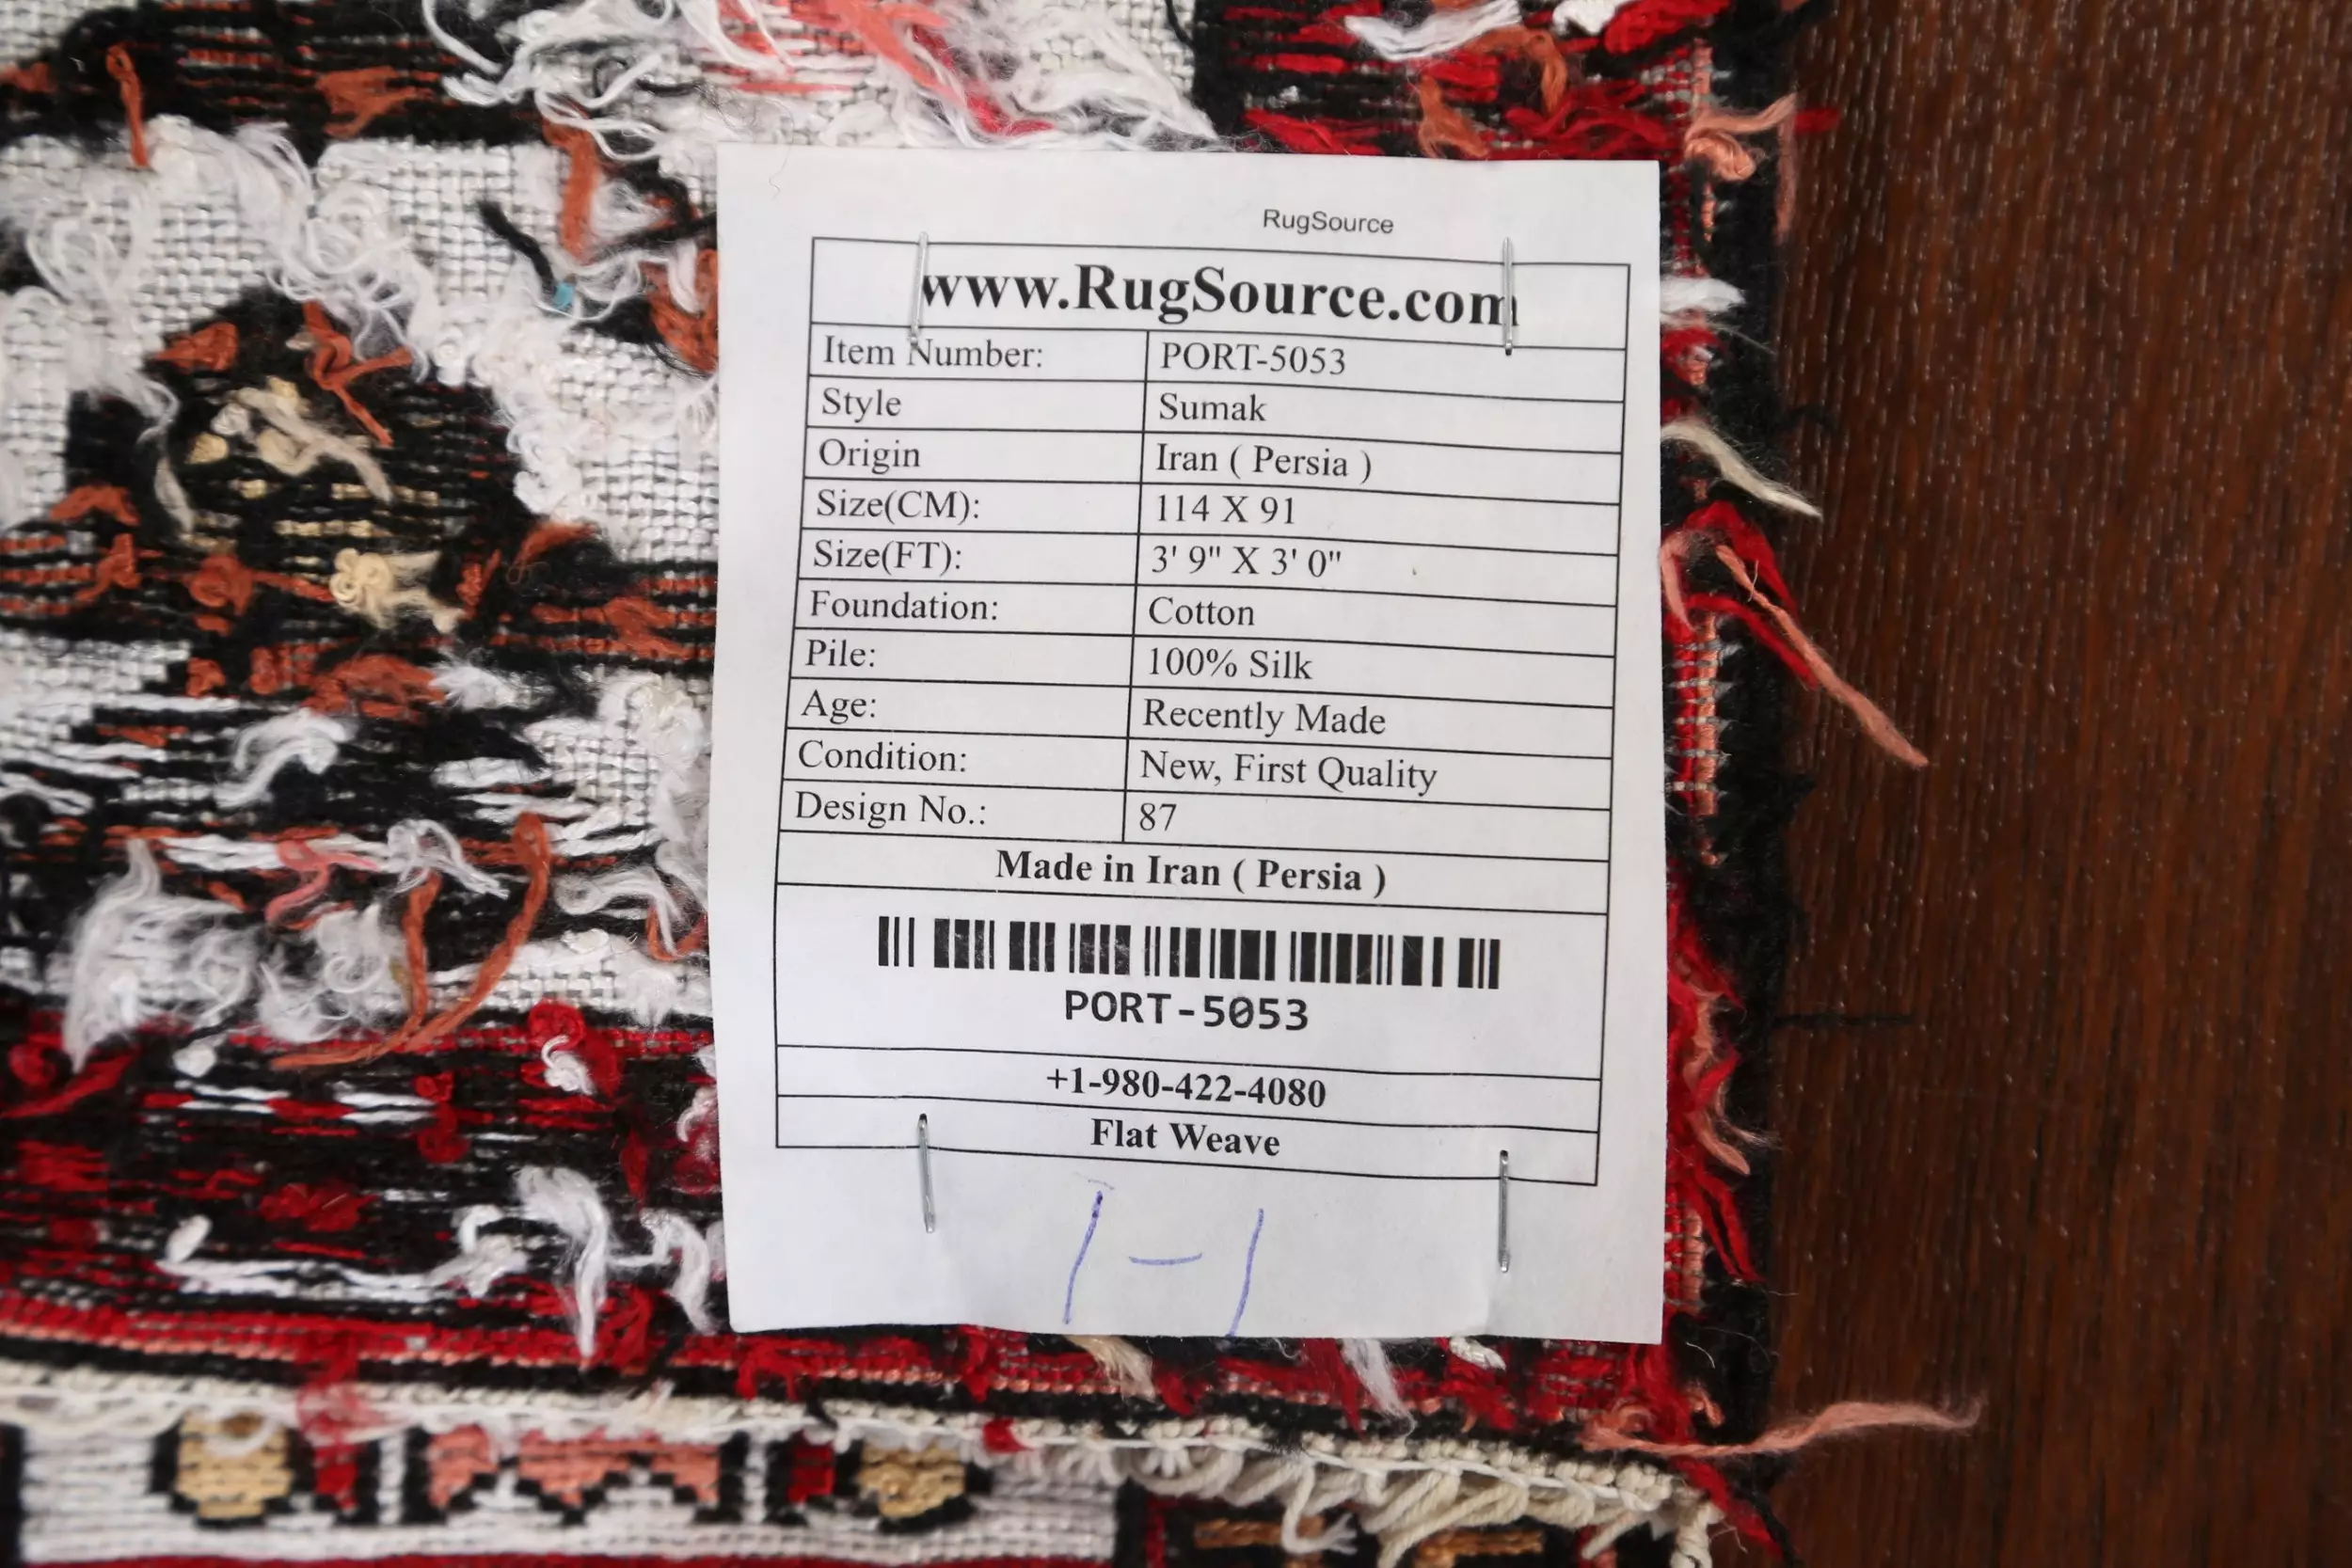 RugSource
www.RugSource.com
Item Number: PORT-5053
Style Sumak
Origin Iran ( Persia )
Size(CM): 114 X 91
Size(FT): 3' 9" X 3' 0"
Foundation: Cotton
Pile: 100% Silk
Age: Recently Made
Condition: New, First Quality
Design No.: 87
Made in Iran ( Persia )
PORT-5053
+1-980-422-4080
Flat Weave
1-1